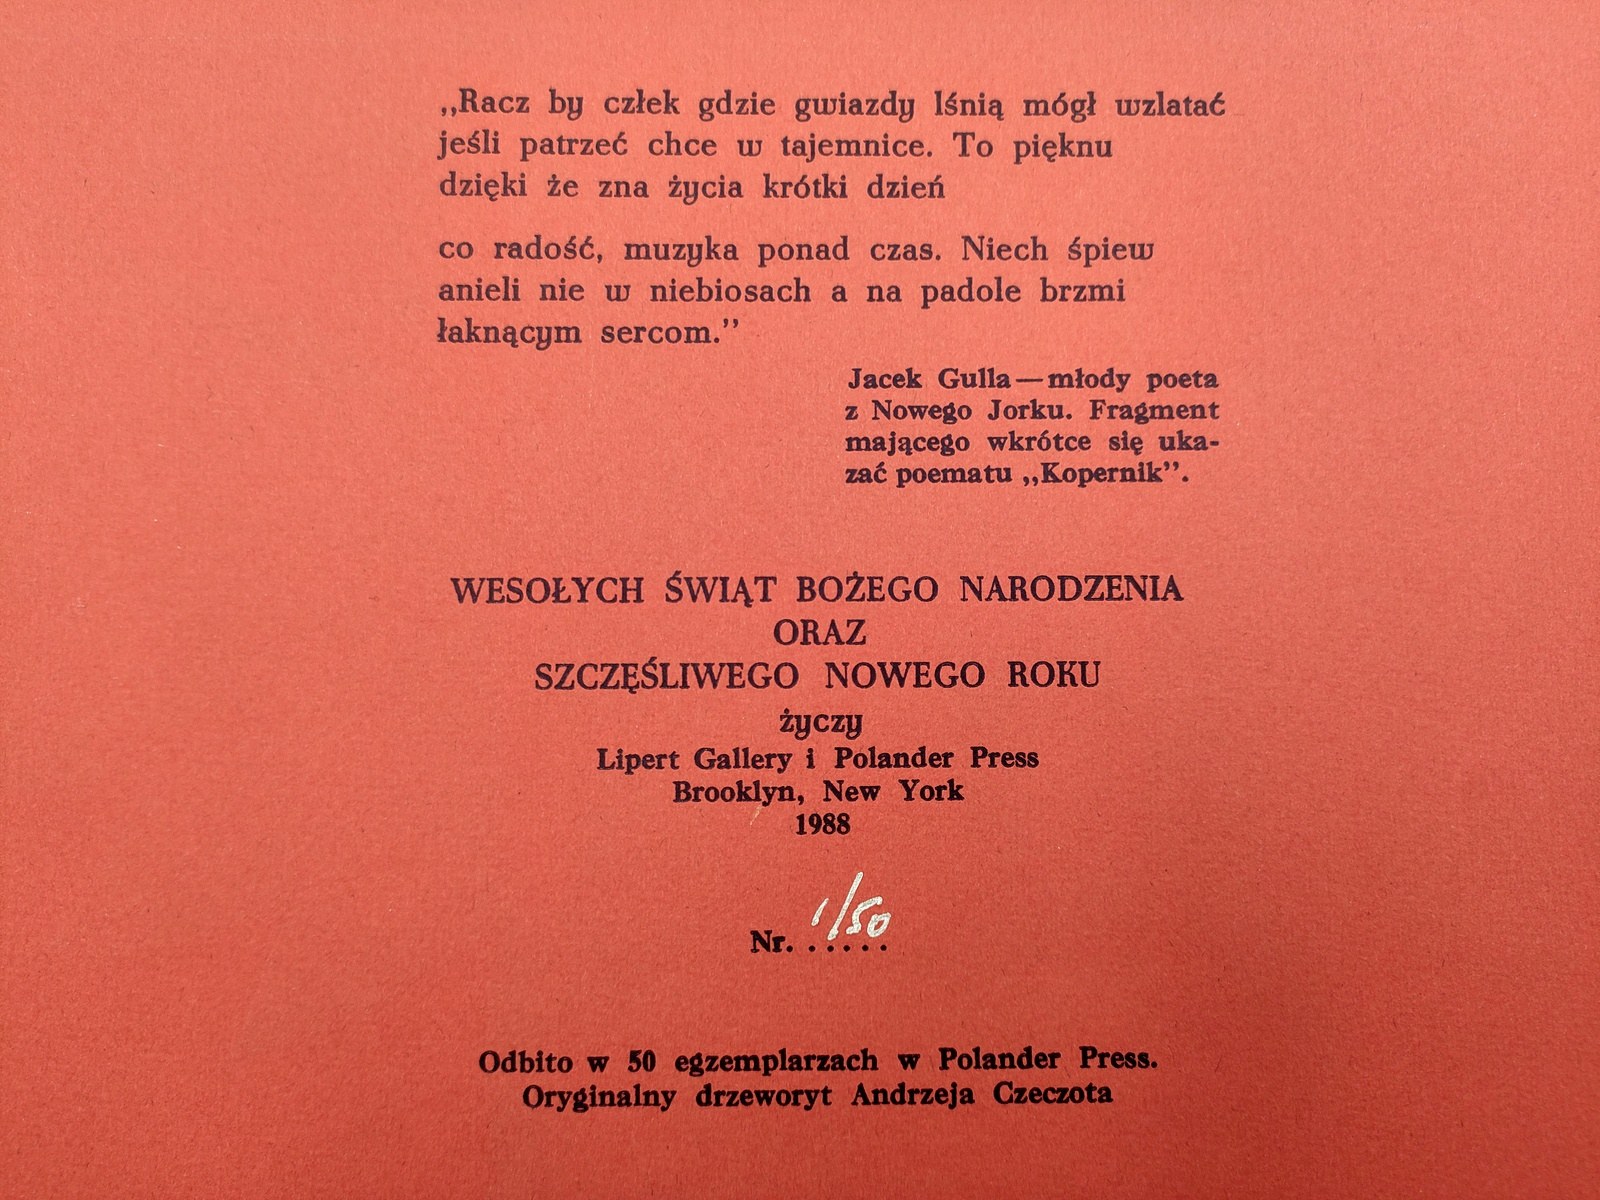 ,,Racz by człek gdzie gwiazdy lśnią mógł wzlatać
jeśli patrzeć chce w tajemnice. To pięknu
dzięki że zna życia krótki dzień
co radość, muzyka ponad czas. Niech śpiew
anieli nie w niebiosach a na padole brzmi
łaknącym sercom.”
Jacek Gulla—młody poeta
z Nowego Jorku. Fragment
mającego wkrótce się uka-
zać poematu ,,Kopernik”.
WESOŁYCH ŚWIĄT BOŻEGO NARODZENIA
ORAZ
SZCZĘŚLIWEGO NOWEGO ROKU
życzy
Lipert Gallery i Polander Press
Brooklyn, New York
1988
Nr. ..... 1/50
Odbito w 50 egzemplarzach w Polander Press.
Oryginalny drzeworyt Andrzeja Czeczota